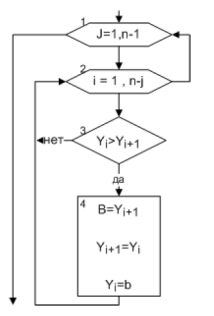 1
J=1,n-1
2
i = 1 , n-j
3
Yi>Yi+1
нет
да
4
B=Yi+1
Yi+1=Yi
Yi=b